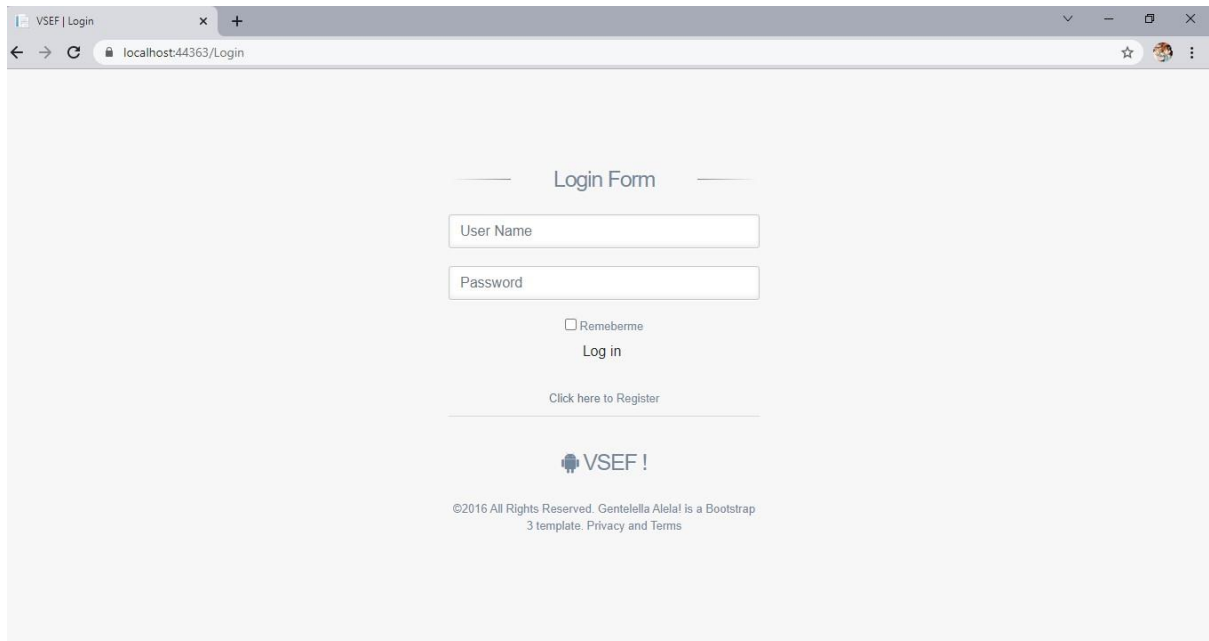 VSEF | Login
localhost:44363/Login
Login Form
User Name
Password
Remeberme
Log in
Click here to Register
VSEF !
©2016 All Rights Reserved. Gentelella Alela! is a Bootstrap
3 template. Privacy and Terms